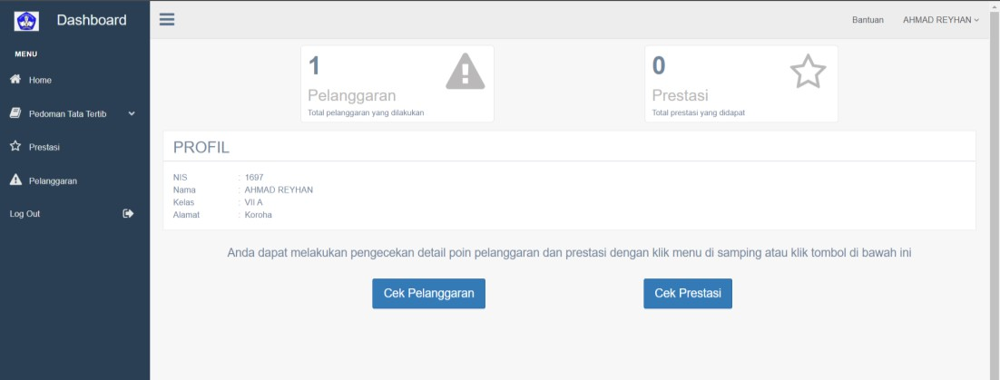 Dashboard
MENU
Home
Pedoman Tata Tertib
Prestasi
Pelanggaran
Log Out
Bantuan AHMAD REYHAN
1
Pelanggaran
Total pelanggaran yang dilakukan
0
Prestasi
Total prestasi yang didapat
PROFIL
NIS : 1697
Nama : AHMAD REYHAN
Kelas : VII A
Alamat : Koroha
Anda dapat melakukan pengecekan detail poin pelanggaran dan prestasi dengan klik menu di samping atau klik tombol di bawah ini
Cek Pelanggaran
Cek Prestasi